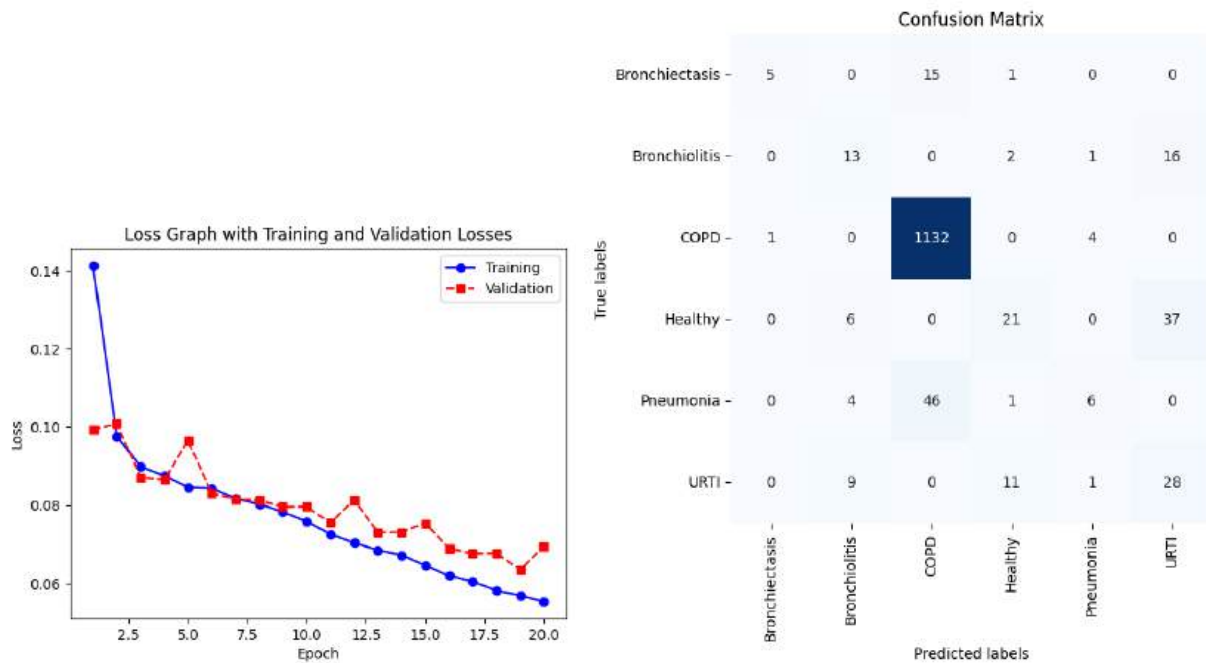 Loss Graph with Training and Validation Losses
Training
Validation
Loss
0.14
0.12
0.10
0.08
0.06
2.5 5.0 7.5 10.0 12.5 15.0 17.5 20.0
Epoch
Confusion Matrix
True labels
Bronchiectasis 5 0 15 1 0 0
Bronchiolitis 0 13 0 2 1 16
COPD 1 0 1132 0 4 0
Healthy 0 6 0 21 0 37
Pneumonia 0 4 46 1 6 0
URTI 0 9 0 11 1 28
Bronchiectasis Bronchiolitis COPD Healthy Pneumonia URTI
Predicted labels